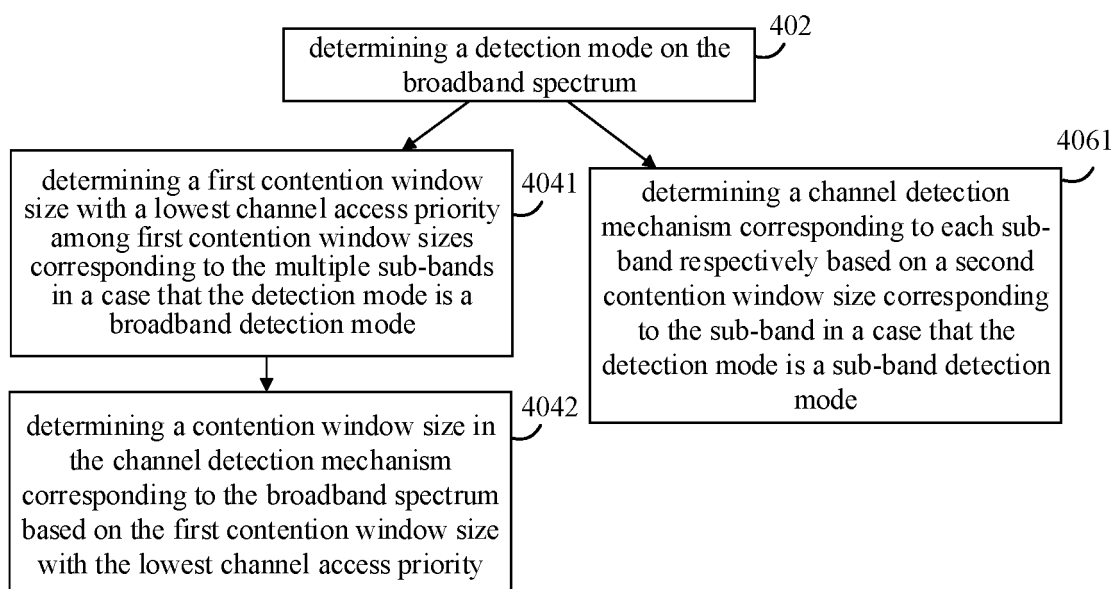 402
determining a detection mode on the
broadband spectrum
4041
determining a first contention window
size with a lowest channel access priority
among first contention window sizes
corresponding to the multiple sub-bands
in a case that the detection mode is a
broadband detection mode
4061
determining a channel detection
mechanism corresponding to each sub-
band respectively based on a second
contention window size corresponding
to the sub-band in a case that the
detection mode is a sub-band detection
mode
4042
determining a contention window size in
the channel detection mechanism
corresponding to the broadband spectrum
based on the first contention window size
with the lowest channel access priority